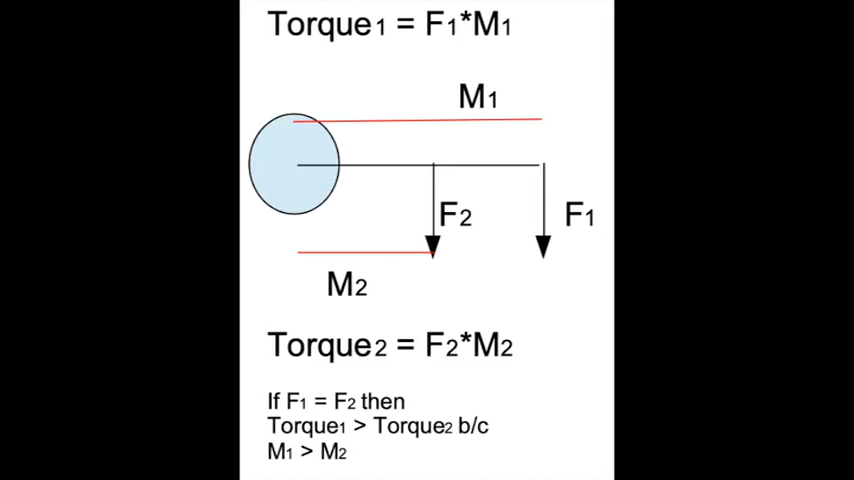 Torque₁ = F₁*M₁
M₁
F₂
F₁
M₂
Torque₂ = F₂*M₂
If F₁ = F₂ then
Torque₁ > Torque₂ b/c
M₁ > M₂